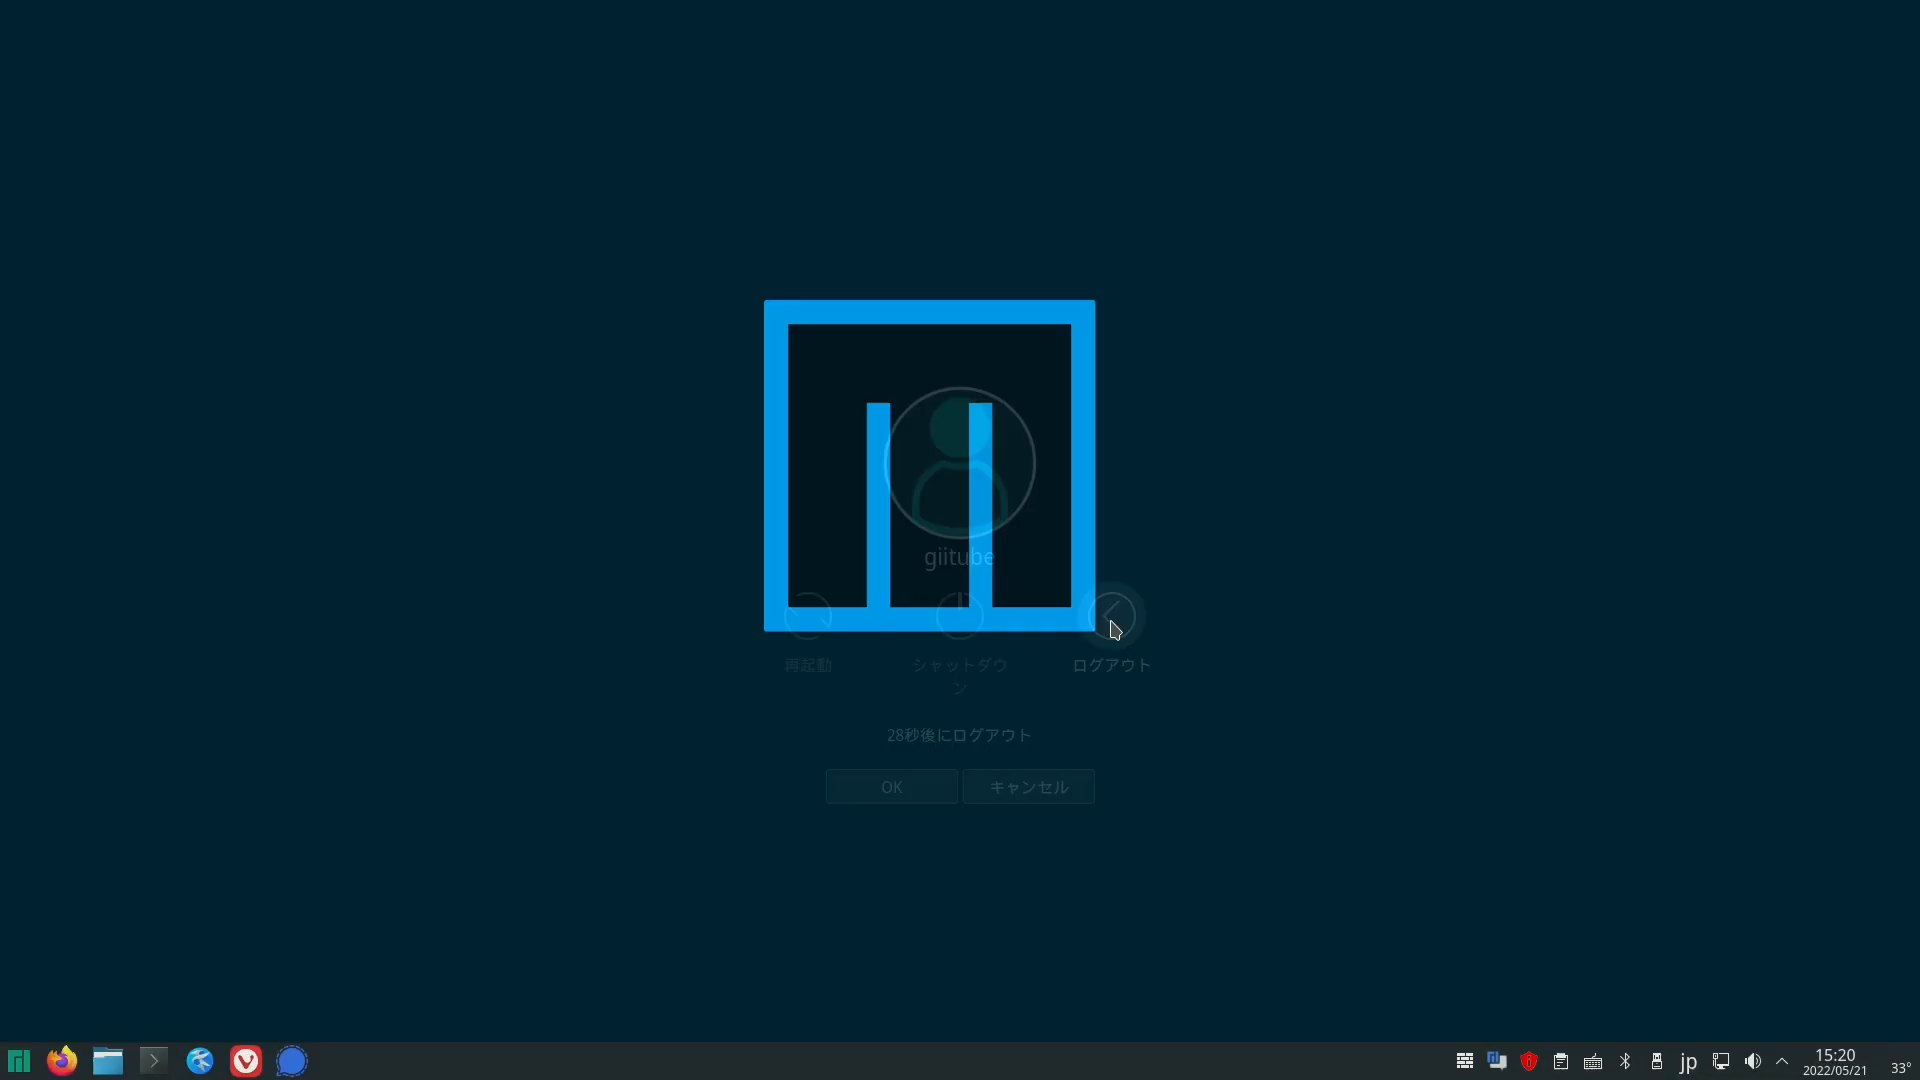 giitube
再起動
シャットダウ
ン
ログアウト
28秒後にログアウト
OK
キャンセル
jp
15:20
2022/05/21
33°